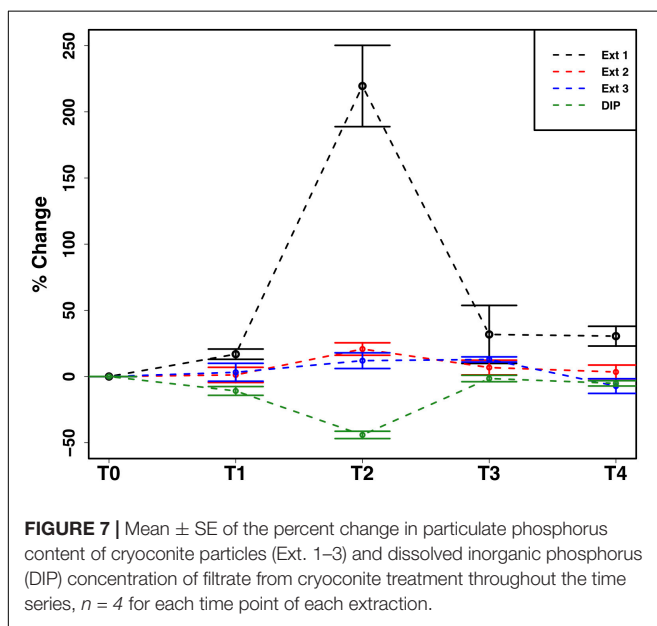 250
200
150
100
50
0
−50
% Change
Ext 1
Ext 2
Ext 3
DIP
T0 T1 T2 T3 T4
FIGURE 7 | Mean ± SE of the percent change in particulate phosphorus
content of cryoconite particles (Ext. 1–3) and dissolved inorganic phosphorus
(DIP) concentration of filtrate from cryoconite treatment throughout the time
series, n = 4 for each time point of each extraction.